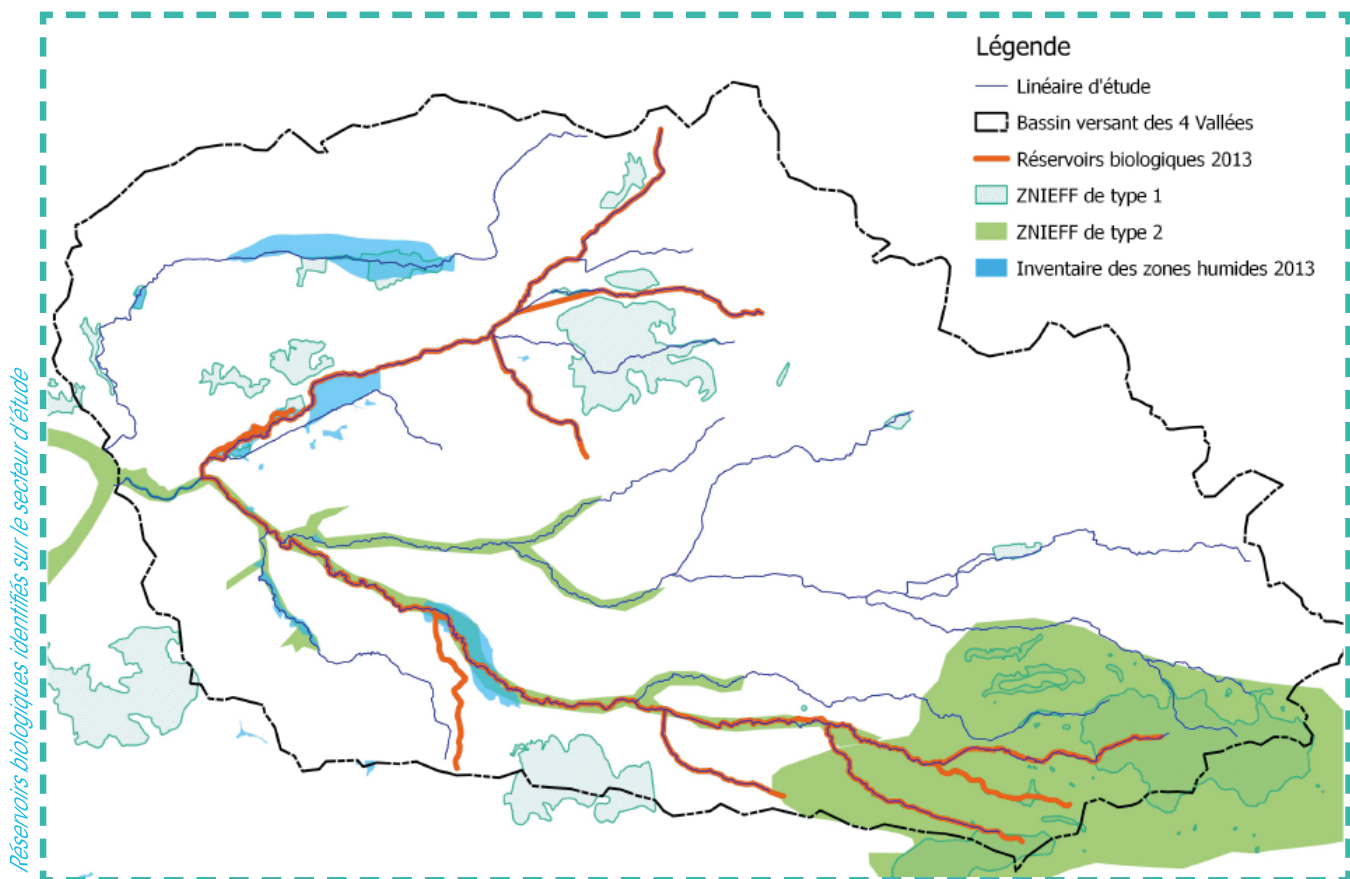 Légende
Linéaire d'étude
Bassin versant des 4 Vallées
Réservoirs biologiques 2013
ZNIEFF de type 1
ZNIEFF de type 2
Inventaire des zones humides 2013
Réservoirs biologiques identifiés sur le secteur d'étude